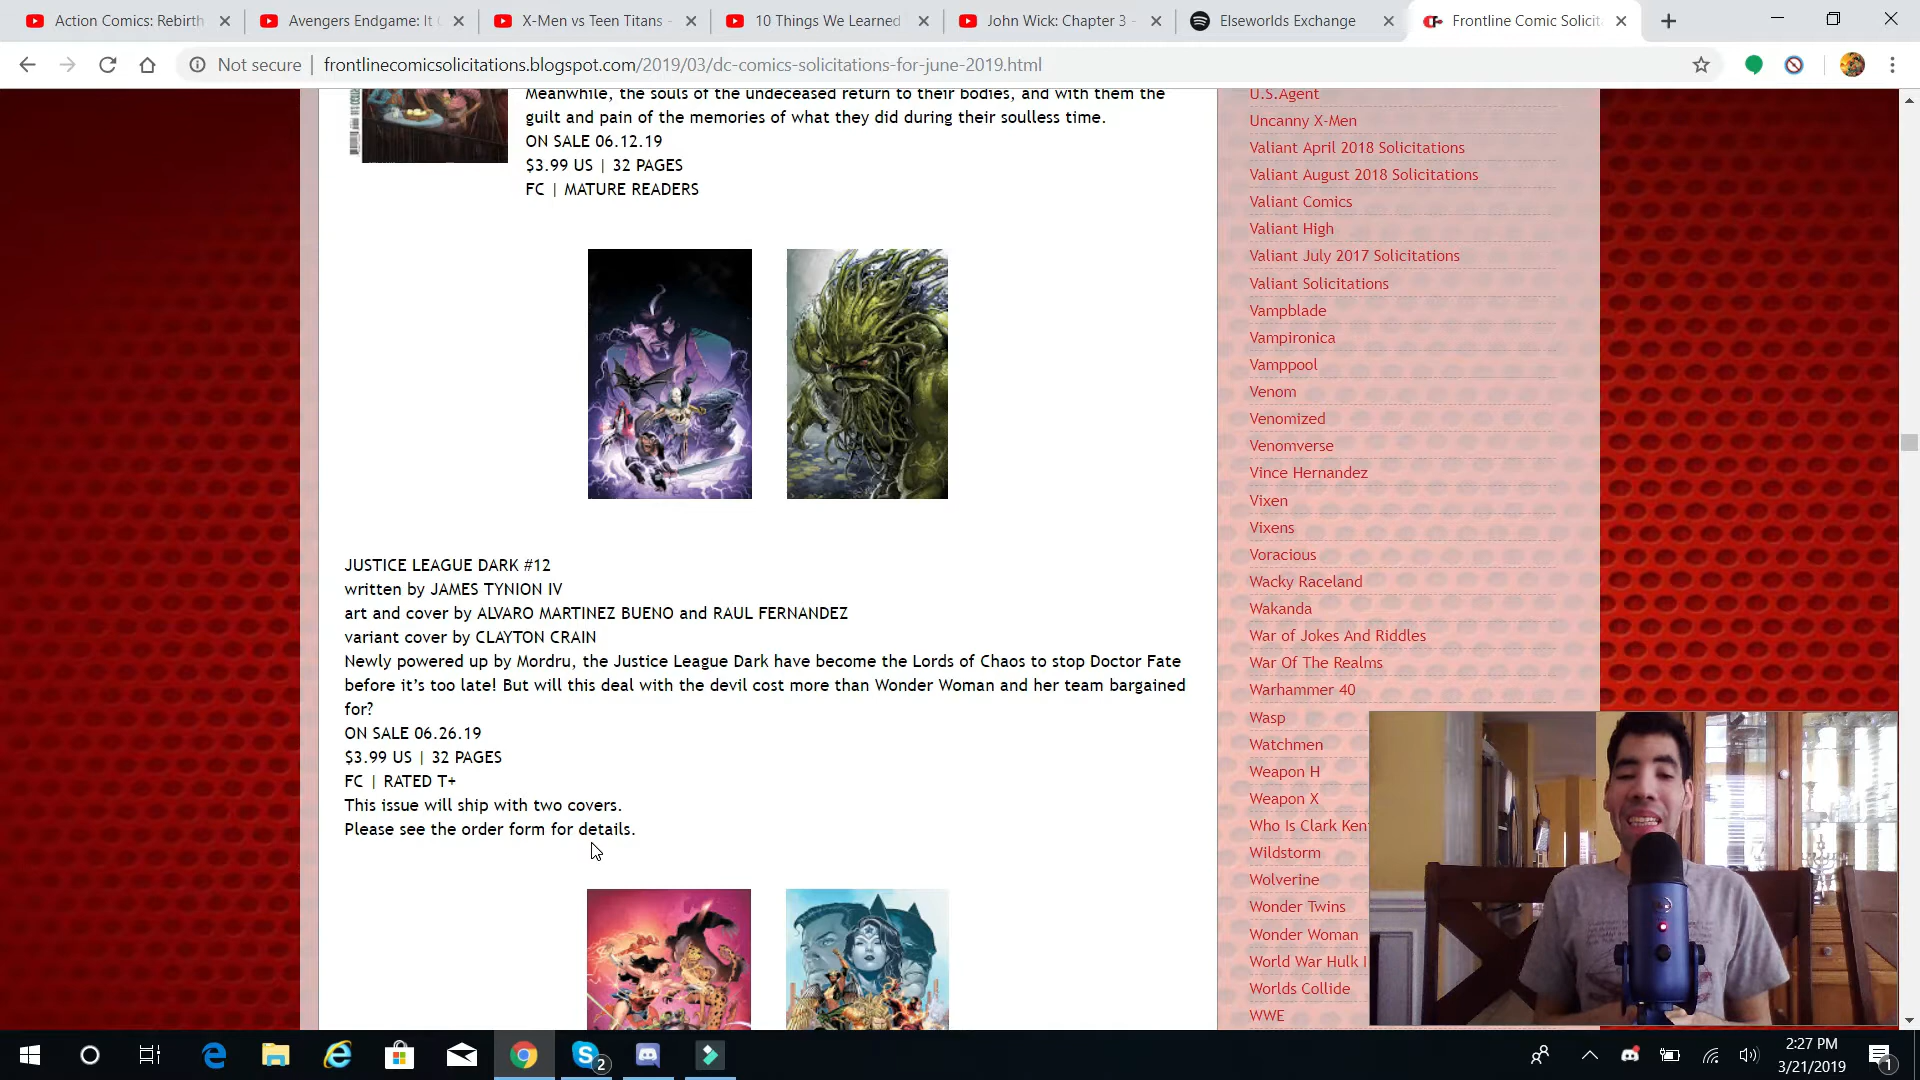 Action Comics: Rebirth
Avengers Endgame: It
X-Men vs Teen Titans -
10 Things We Learned
John Wick: Chapter 3 -
Elseworlds Exchange
Frontline Comic Solicit
Not secure | frontlinecomicsolicitations.blogspot.com/2019/03/dc-comics-solicitations-for-june-2019.html
Meanwhile, the souls of the undeceased return to their bodies, and with them the
guilt and pain of the memories of what they did during their soulless time.
ON SALE 06.12.19
$3.99 US | 32 PAGES
FC | MATURE READERS
JUSTICE LEAGUE DARK #12
written by JAMES TYNION IV
art and cover by ALVARO MARTINEZ BUENO and RAUL FERNANDEZ
variant cover by CLAYTON CRAIN
Newly powered up by Mordru, the Justice League Dark have become the Lords of Chaos to stop Doctor Fate
before it’s too late! But will this deal with the devil cost more than Wonder Woman and her team bargained
for?
ON SALE 06.26.19
$3.99 US | 32 PAGES
FC | RATED T+
This issue will ship with two covers.
Please see the order form for details.
U.S.Agent
Uncanny X-Men
Valiant April 2018 Solicitations
Valiant August 2018 Solicitations
Valiant Comics
Valiant High
Valiant July 2017 Solicitations
Valiant Solicitations
Vampblade
Vampironica
Vamppool
Venom
Venomized
Venomverse
Vince Hernandez
Vixen
Vixens
Voracious
Wacky Raceland
Wakanda
War of Jokes And Riddles
War Of The Realms
Warhammer 40
Wasp
Watchmen
Weapon H
Weapon X
Who Is Clark Ken
Wildstorm
Wolverine
Wonder Twins
Wonder Woman
World War Hulk I
Worlds Collide
WWE
2
2:27 PM
3/21/2019
1